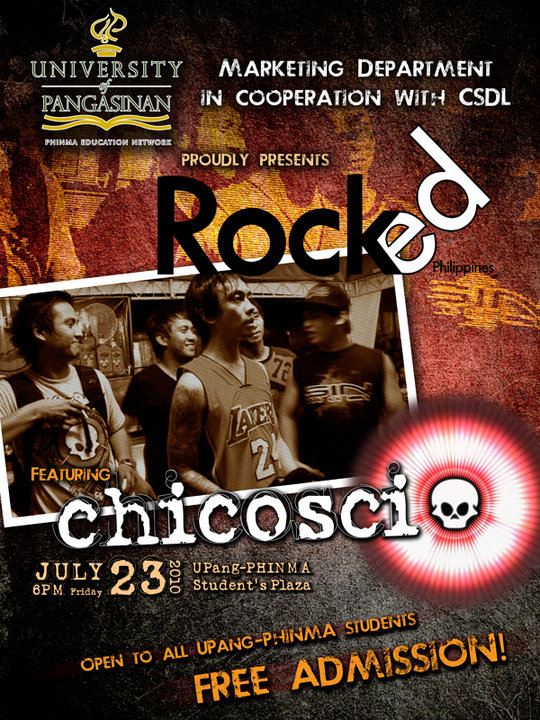 UNIVERSITY
of
PANGASINAN
PHINMA EDUCATION NETWORK
MARKETING DEPARTMENT
IN COOPERATION WITH CSDL
PROUDLY PRESENTS
Rocked
Philippines
LAKERS
24
72
FEATURING
chicosci
JULY 23 2010
6PM Friday
UPang-PHINMA
Student's Plaza
OPEN TO ALL UPANG-PHINMA STUDENTS
FREE ADMISSION!